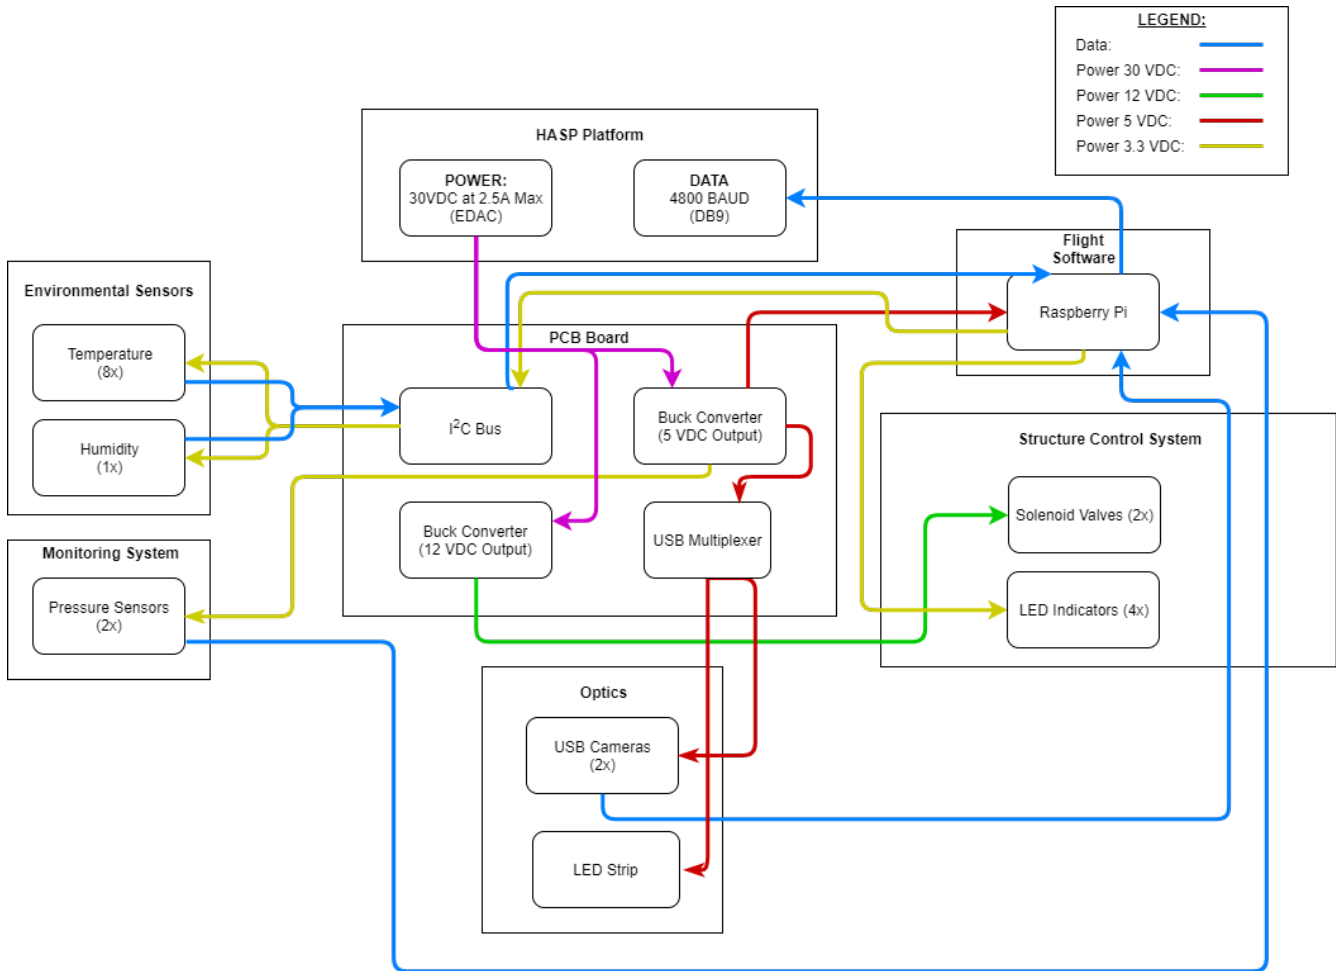 LEGEND:
Data:
Power 30 VDC:
Power 12 VDC:
Power 5 VDC:
Power 3.3 VDC:
HASP Platform
POWER:
30VDC at 2.5A Max
(EDAC)
DATA
4800 BAUD
(DB9)
Flight
Software
Raspberry Pi
Environmental Sensors
Temperature
(8x)
Humidity
(1x)
PCB Board
I²C Bus
Buck Converter
(5 VDC Output)
Buck Converter
(12 VDC Output)
USB Multiplexer
Structure Control System
Solenoid Valves (2x)
LED Indicators (4x)
Monitoring System
Pressure Sensors
(2x)
Optics
USB Cameras
(2x)
LED Strip